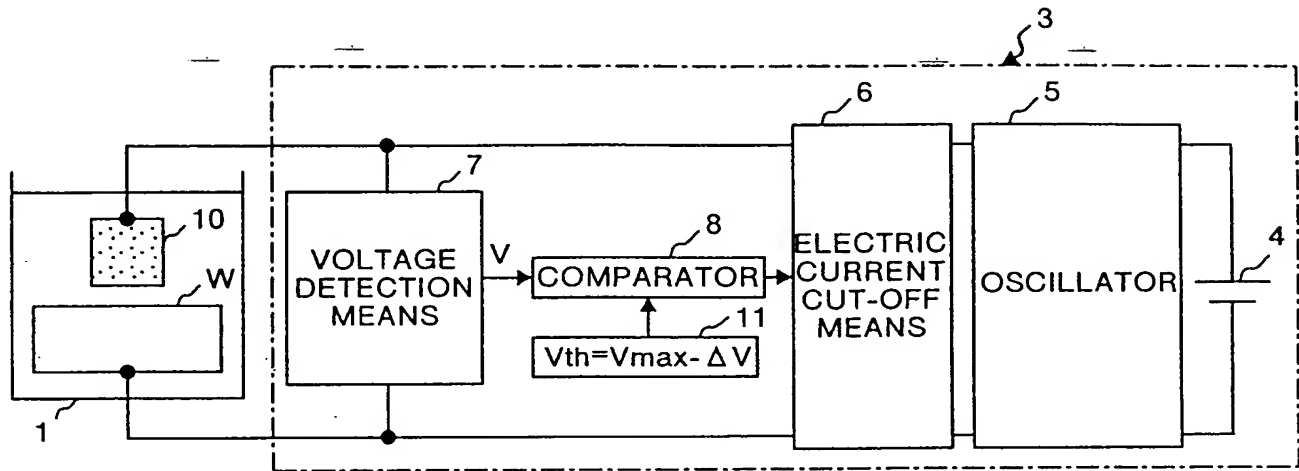 3
6
5
7
10
W
VOLTAGE
DETECTION
MEANS
V
8
COMPARATOR
11
Vth=Vmax-ΔV
ELECTRIC
CURRENT
CUT-OFF
MEANS
OSCILLATOR
4
1